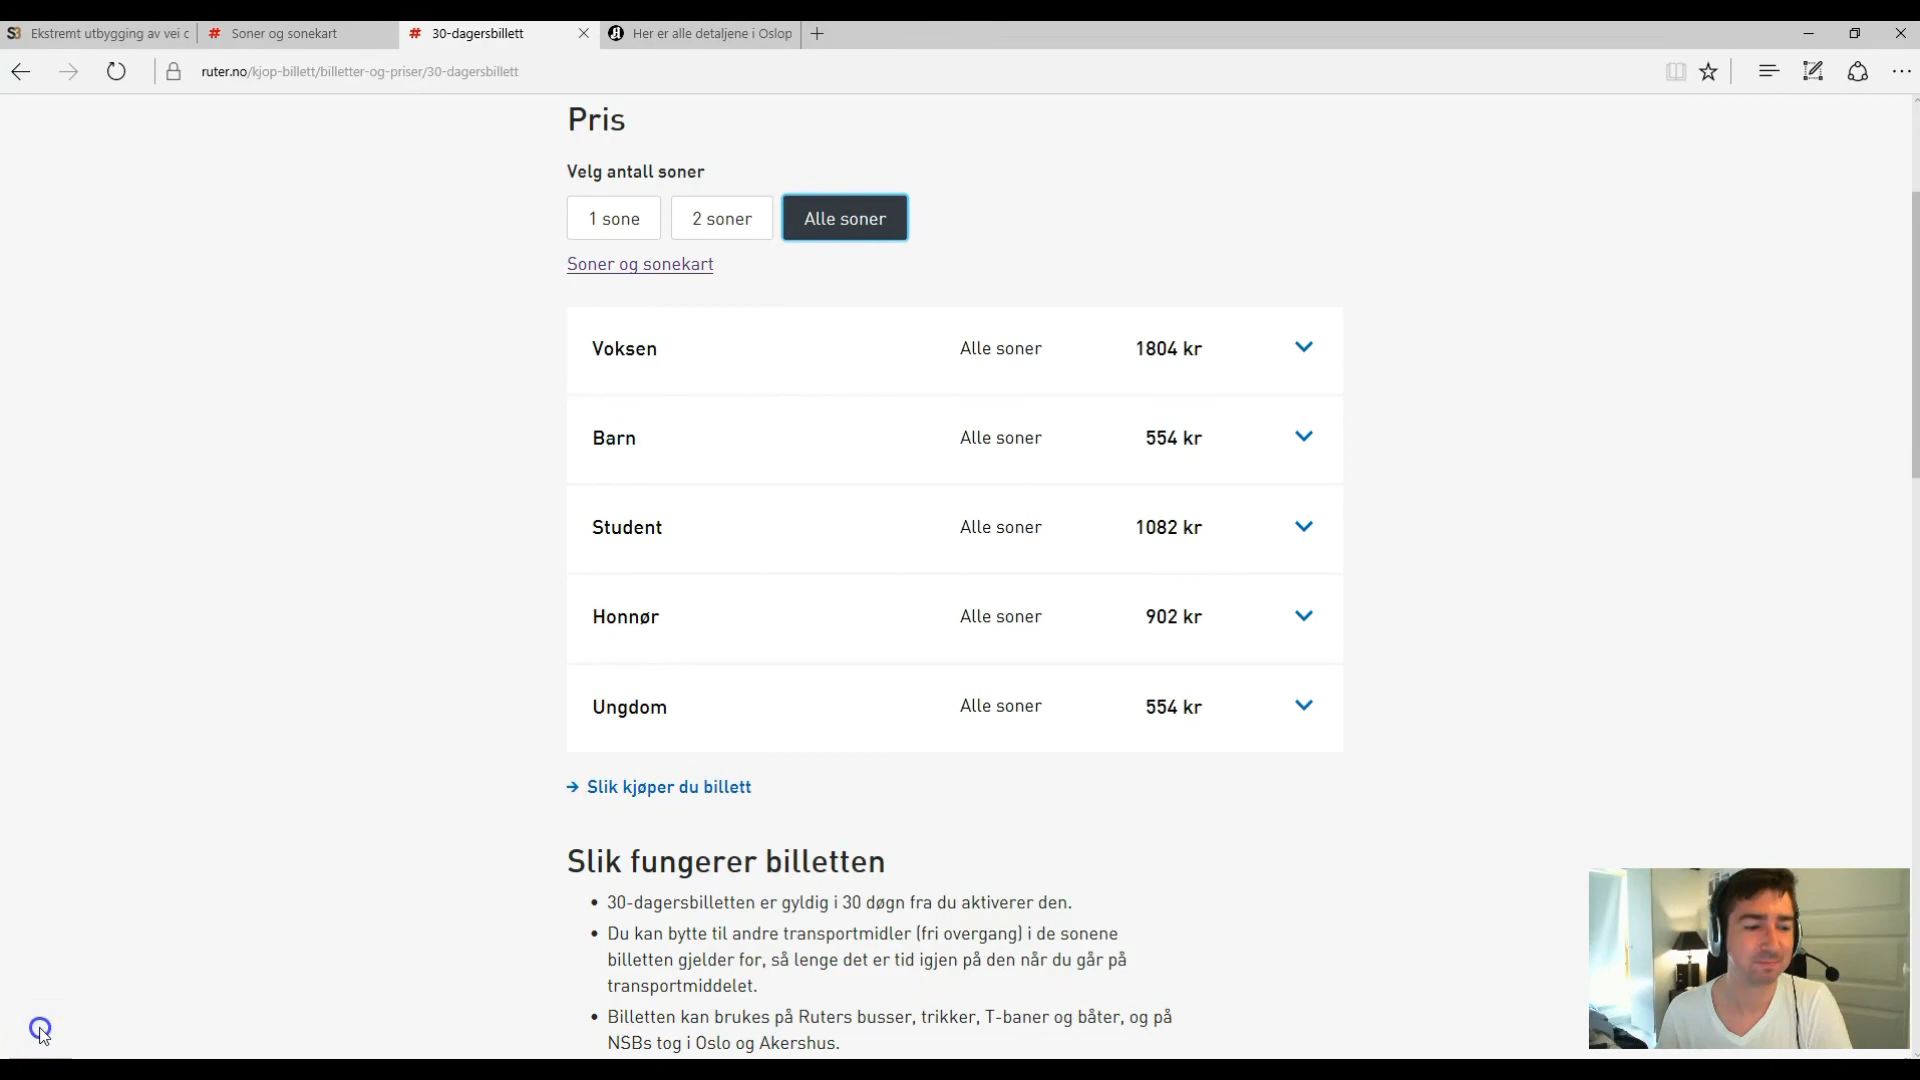 Ekstremt utbygging av vei c
Soner og sonekart
30-dagersbillett
Her er alle detaljene i Oslop
ruter.no/kjop-billett/billetter-og-priser/30-dagersbillett
Pris
Velg antall soner
1 sone
2 soner
Alle soner
Soner og sonekart
Voksen Alle soner 1804 kr
Barn Alle soner 554 kr
Student Alle soner 1082 kr
Honnør Alle soner 902 kr
Ungdom Alle soner 554 kr
→ Slik kjøper du billett
Slik fungerer billetten
• 30-dagersbilletten er gyldig i 30 døgn fra du aktiverer den.
• Du kan bytte til andre transportmidler (fri overgang) i de sonene
billetten gjelder for, så lenge det er tid igjen på den når du går på
transportmiddelet.
• Billetten kan brukes på Ruters busser, trikker, T-baner og båter, og på
NSBs tog i Oslo og Akershus.